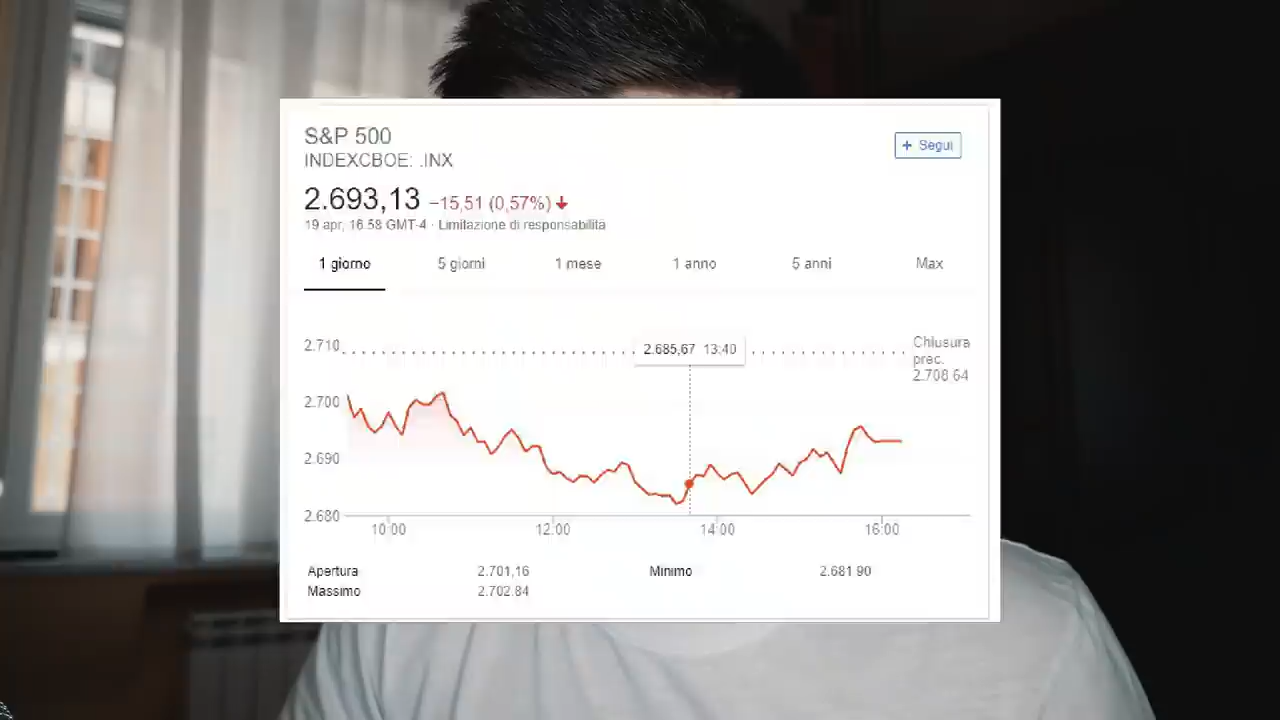 S&P 500
INDEXCBOE: .INX
+ Segui
2.693,13 −15,51 (0,57%)
19 apr, 16:58 GMT-4 · Limitazione di responsabilità
1 giorno 5 giorni 1 mese 1 anno 5 anni Max
2.710
2.685,67 13:40
Chiusura
prec.
2.708 64
2.700
2.690
2.680
10:00 12:00 14:00 16:00
Apertura 2.701,16 Minimo 2.681 90
Massimo 2.702.84